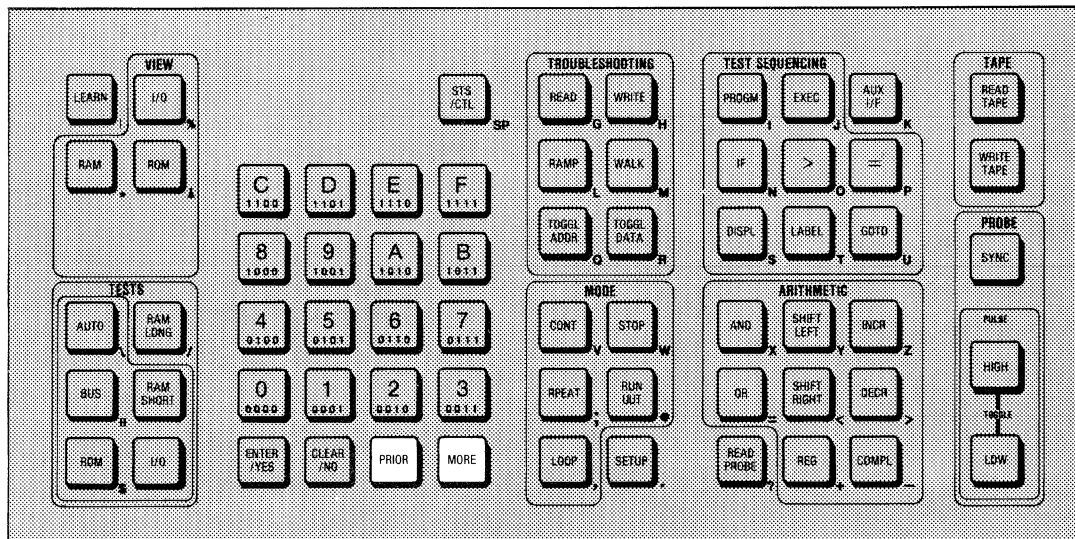 VIEW
TROUBLESHOOTING
TEST SEQUENCING
TAPE
LEARN
I/O %
STS /CTL SP
READ G
WRITE H
PROGM I
EXEC J
AUX I/F K
READ TAPE
RAM *
ROM &
RAMP L
WALK M
IF N
> O
= P
WRITE TAPE
C 1100
D 1101
E 1110
F 1111
TOGGL ADDR Q
TOGGL DATA R
DISPL S
LABEL T
GOTO U
PROBE
SYNC
8 1000
9 1001
A 1010
B 1011
TESTS
MODE
ARITHMETIC
AUTO \
RAM LONG /
4 0100
5 0101
6 0110
7 0111
CONT V
STOP W
AND X
SHIFT LEFT Y
INCR Z
PULSE
HIGH
BUS "
RAM SHORT
0 0000
1 0001
2 0010
3 0011
RPEAT ;
RUN UUT @
OR =
SHIFT RIGHT <
DECR >
TOGGLE
ROM $
I/O
ENTER /YES
CLEAR /NO
PRIOR
MORE
LOOP ,
SETUP .
READ PROBE ?
REG +
COMPL —
LOW